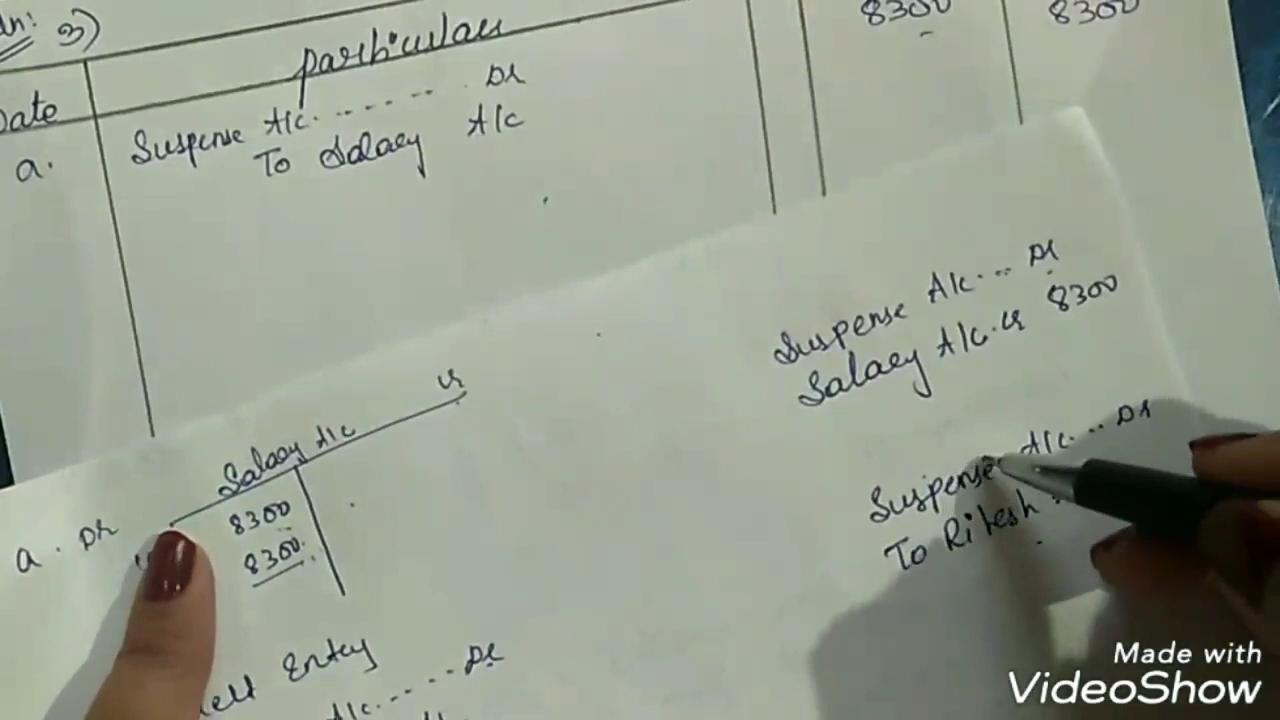 3)
Date particulars 8300 8300
a. Suspense A/c........ Dr
To Salary A/c
Suspense A/c... Dr
Salary A/c. cr 8300
Salary A/c cr
a. Dr 8300
8300
Suspense A/c... Dr
To Ritesh
Entry
A/c..... Dr
Made with
VideoShow